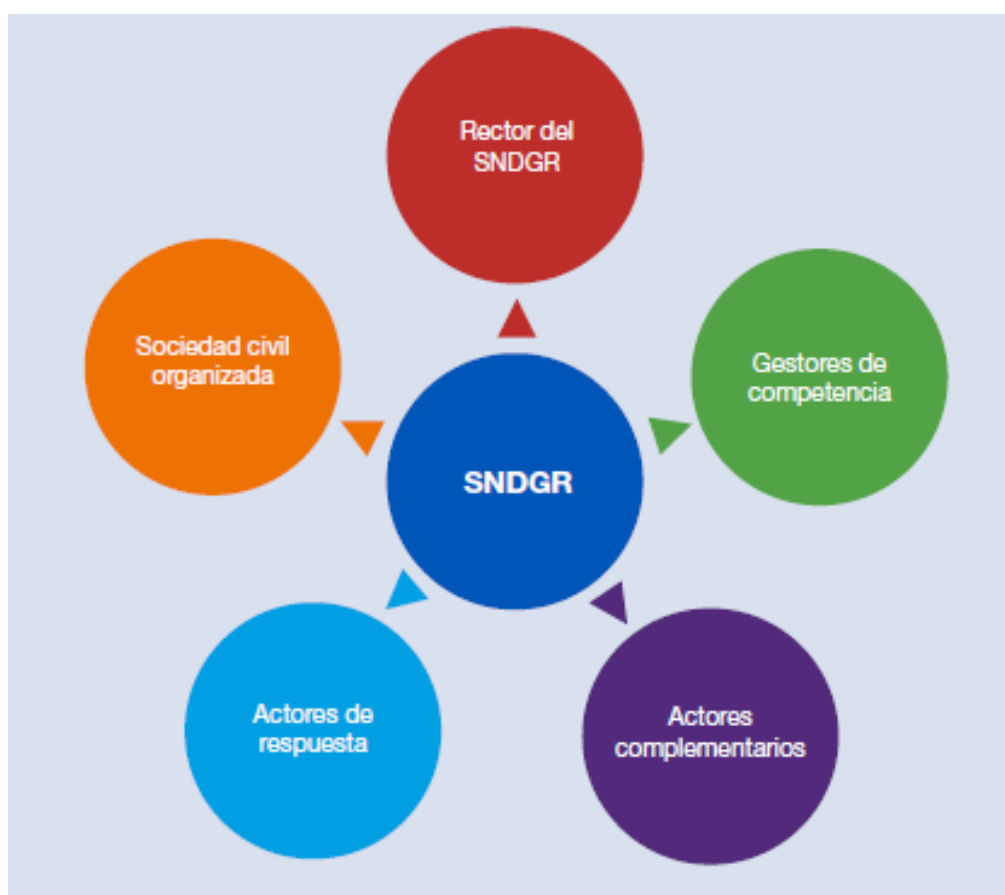 Rector del
SNDGR
Sociedad civil
organizada
Gestores de
competencia
SNDGR
Actores de
respuesta
Actores
complementarios